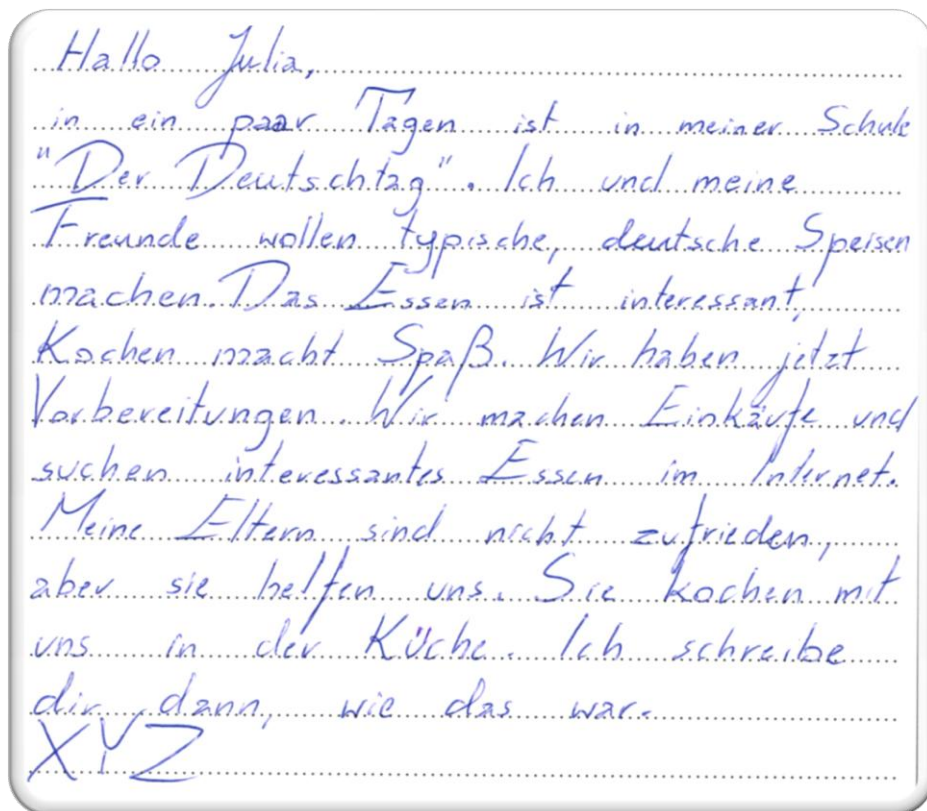 Hallo Julia,
in ein paar Tagen ist in meiner Schule
"Der Deutschtag". Ich und meine
Freunde wollen typische, deutsche Speisen
machen. Das Essen ist interessant,
Kochen macht Spaß. Wir haben jetzt
Vorbereitungen. Wir machen Einkäufe und
suchen interessantes Essen im Internet.
Meine Eltern sind nicht zufrieden,
aber sie helfen uns. Sie kochen mit
uns in der Küche. Ich schreibe
dir dann, wie das war.
XYZ